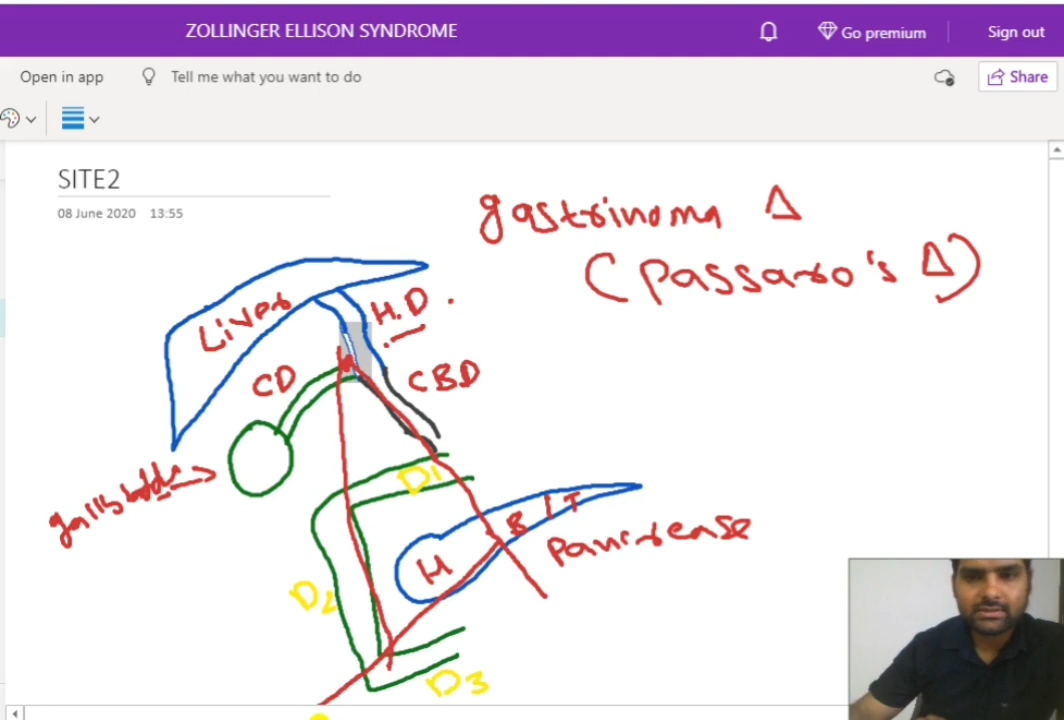 ZOLLINGER ELLISON SYNDROME
Go premium
Sign out
Open in app
Tell me what you want to do
Share
SITE2
08 June 2020 13:55
gastrinoma Δ
(Passaro's Δ)
Liver
H.D.
CD
CBD
D1
B
T
H
Pancrease
D2
D3